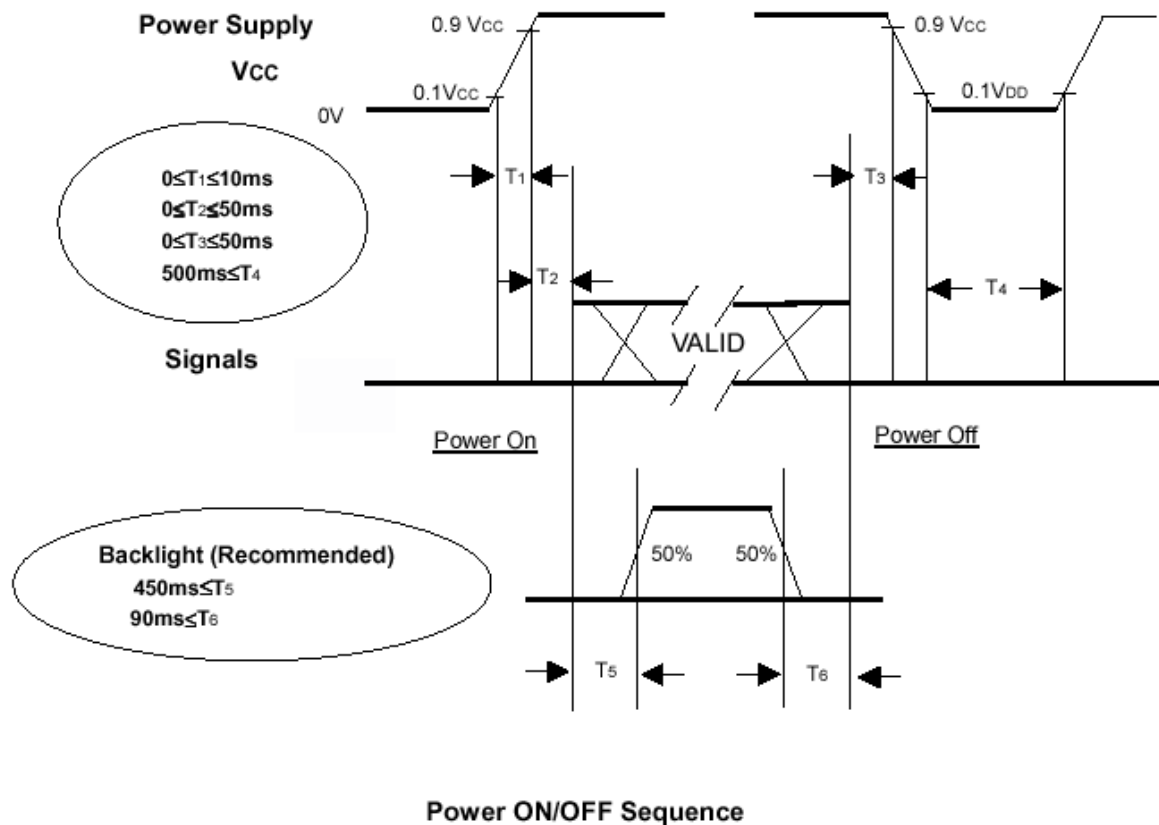 Power Supply
Vcc
0.9 Vcc
0.9 Vcc
0.1Vcc
0.1VDD
0V
0≤T1≤10ms
0≤T2≤50ms
0≤T3≤50ms
500ms≤T4
T1
T3
T2
T4
VALID
Signals
Power On
Power Off
Backlight (Recommended)
450ms≤T5
90ms≤T6
50%
50%
T5
T6
Power ON/OFF Sequence